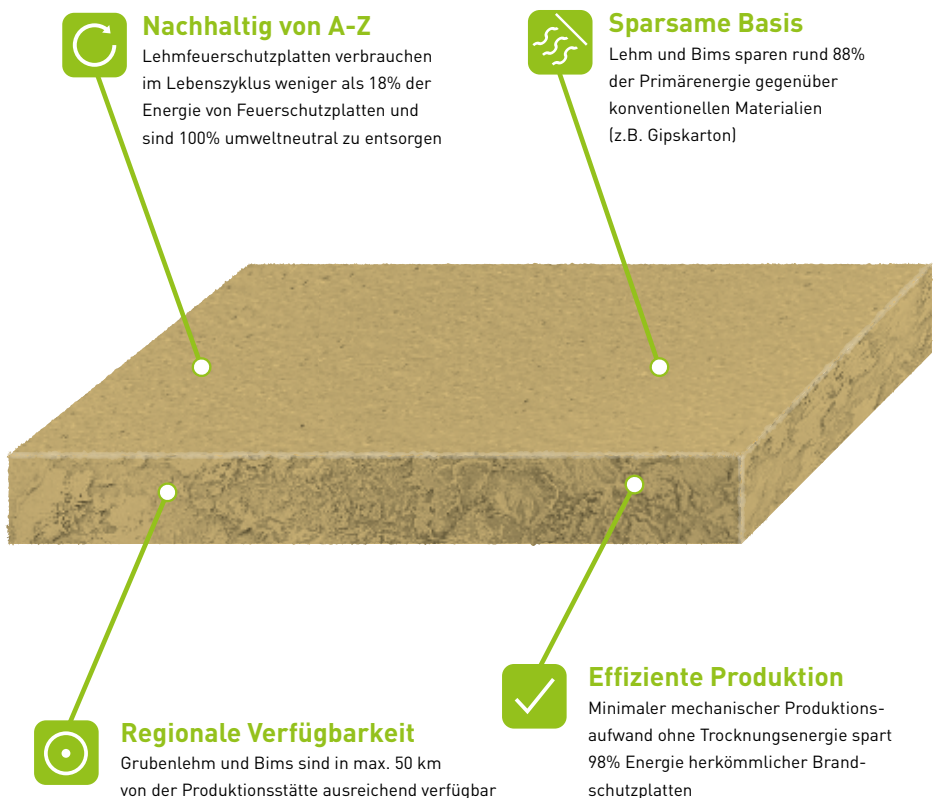 Nachhaltig von A-Z
Lehmfeuerschutzplatten verbrauchen
im Lebenszyklus weniger als 18% der
Energie von Feuerschutzplatten und
sind 100% umweltneutral zu entsorgen
Sparsame Basis
Lehm und Bims sparen rund 88%
der Primärenergie gegenüber
konventionellen Materialien
(z.B. Gipskarton)
Regionale Verfügbarkeit
Grubenlehm und Bims sind in max. 50 km
von der Produktionsstätte ausreichend verfügbar
Effiziente Produktion
Minimaler mechanischer Produktions-
aufwand ohne Trocknungsenergie spart
98% Energie herkömmlicher Brand-
schutzplatten